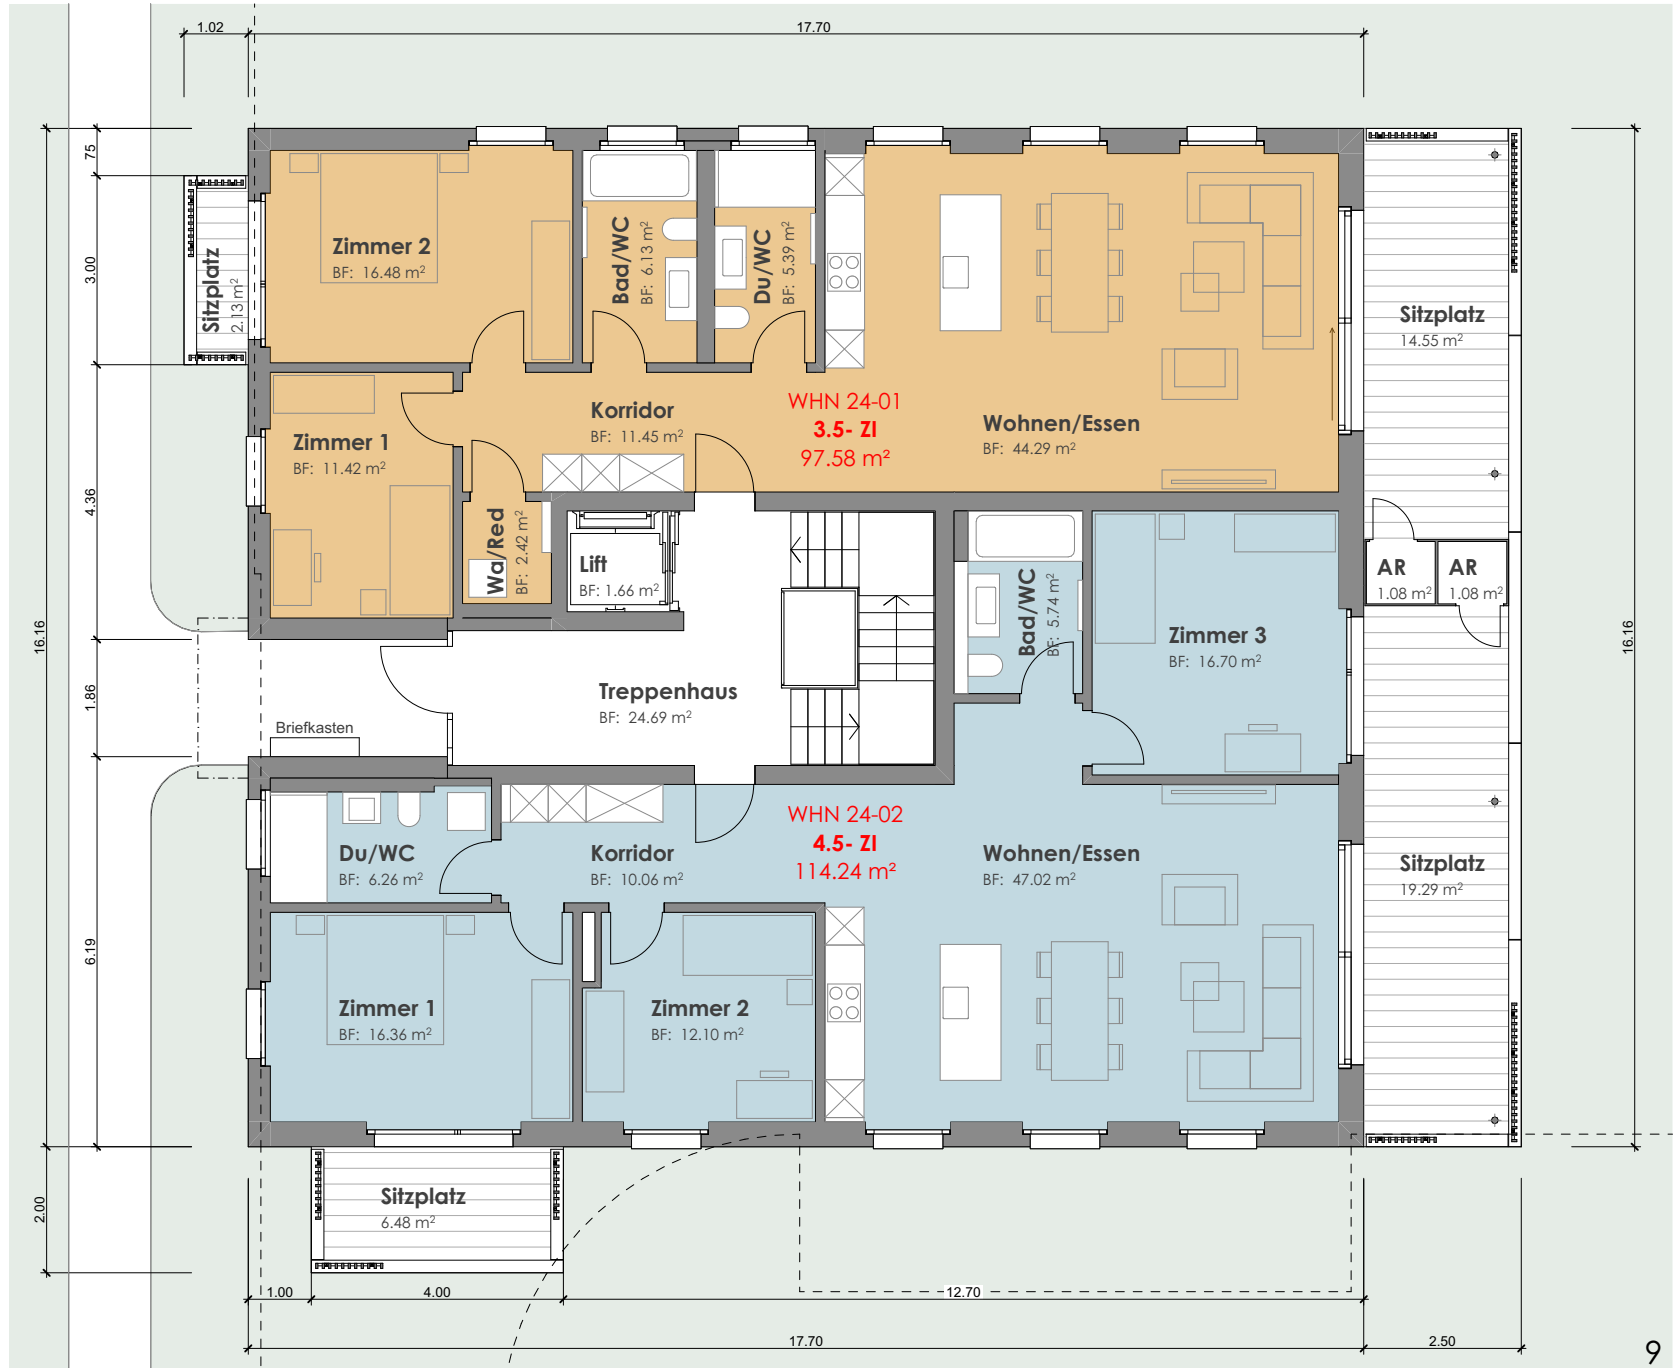 1.02
17.70
75
3.00
4.36
16.16
1.86
6.19
2.00
Sitzplatz
2.13 m²
Zimmer 2
BF: 16.48 m²
Bad/WC
BF: 6.13 m²
Du/WC
BF: 5.39 m²
Sitzplatz
14.55 m²
Zimmer 1
BF: 11.42 m²
Korridor
BF: 11.45 m²
WHN 24-01
3.5- ZI
97.58 m²
Wohnen/Essen
BF: 44.29 m²
Wa/Red
BF: 2.42 m²
Lift
BF: 1.66 m²
Bad/WC
BF: 5.74 m²
Zimmer 3
BF: 16.70 m²
AR
1.08 m²
AR
1.08 m²
16.16
Treppenhaus
BF: 24.69 m²
Briefkasten
Du/WC
BF: 6.26 m²
Korridor
BF: 10.06 m²
WHN 24-02
4.5- ZI
114.24 m²
Wohnen/Essen
BF: 47.02 m²
Sitzplatz
19.29 m²
Zimmer 1
BF: 16.36 m²
Zimmer 2
BF: 12.10 m²
Sitzplatz
6.48 m²
1.00
4.00
12.70
17.70
2.50
9